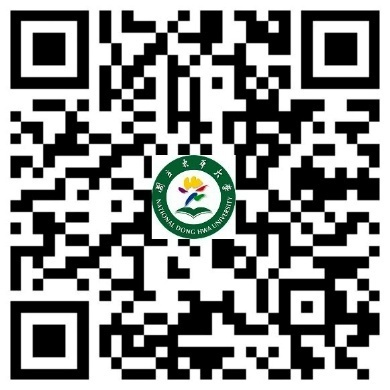 國立東華大學
NATIONAL DONG HWA UNIVERSITY